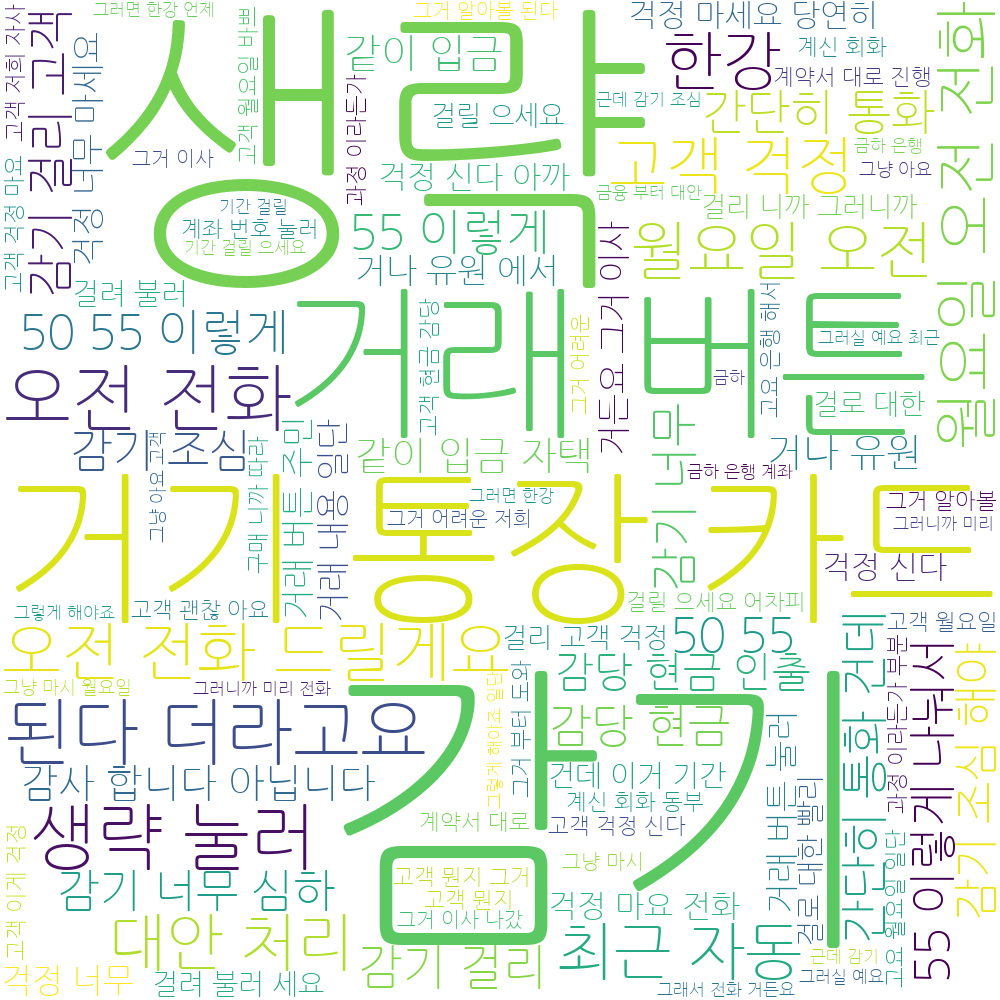 그러면 한강 언제
그거 알아볼 된다
걱정 마세요 당연히
생략
같이 입금
한강
계신 회화
계약서 대로 진행
월요일 오전 전화
고객 저희 자사
걸리 고객
걱정 너무 마세요
고객 월요일 바쁘
과정 이라든가
걸릴 으세요
근데 감기 조심
간단히 통화
그거 이사
걱정 신다 아까
고객 걱정
금하 은행
그냥 아요
금융 부터 대안
걸리 니까 그러니까
고객 걱정 마요
감기 걸리 고객
기간 걸릴
계좌 번호 눌러
기간 걸릴 으세요
55 이렇게
거나 유원 에서
월요일 오전
거든요 그거 이사
걸려 불러
50 55 이렇게
거래 버튼
고객 현금 감당
그거 어려운
고요 은행 해서
그러실 예요 최근
금하
걸로 대한
오전 전화
감기 조심
같이 입금 자택
감기 너무
거나 유원
금하 은행 계좌
그냥 아요 고객
구매 니까 따라
거래 버튼 주민
거래 내용 일단
거기
통장 카드
그러면 한강
그거 어려운 저희
그거 알아볼
그러니까 미리
걱정 신다
그렇게 해야죠
고객 괜찮 아요
걸릴 으세요 어차피
고객 월요일
오전 전화 드릴게요
걸리 고객 걱정
50 55
감당 현금 인출
그냥 마시 월요일
그러니까 미리 전화
된다 더라고요
감기
그렇게 해야죠 일단
그거 부터 도와
감당 현금
건데 이거 기간
감사 합니다 아닙니다
계신 회화 동부
생략 눌러
계약서 대로
고객 걱정 신다
거래 버튼 눌러
걸로 대한 빨리
간단히 통화 건데
과정 이라든가 부분
55 이렇게 나눠서
감기 조심 해야
고객 이게 걱정
감기 너무 심하
고객 뭔지 그거
고객 뭔지
그거 이사 나갔
그냥 마시
걱정 마요 전화
대안 처리
감기 걸리
최근 자동
고요 월요일 일단
근데 감기
걱정 너무
걸려 불러 세요
그러실 예요
그래서 전화 거든요